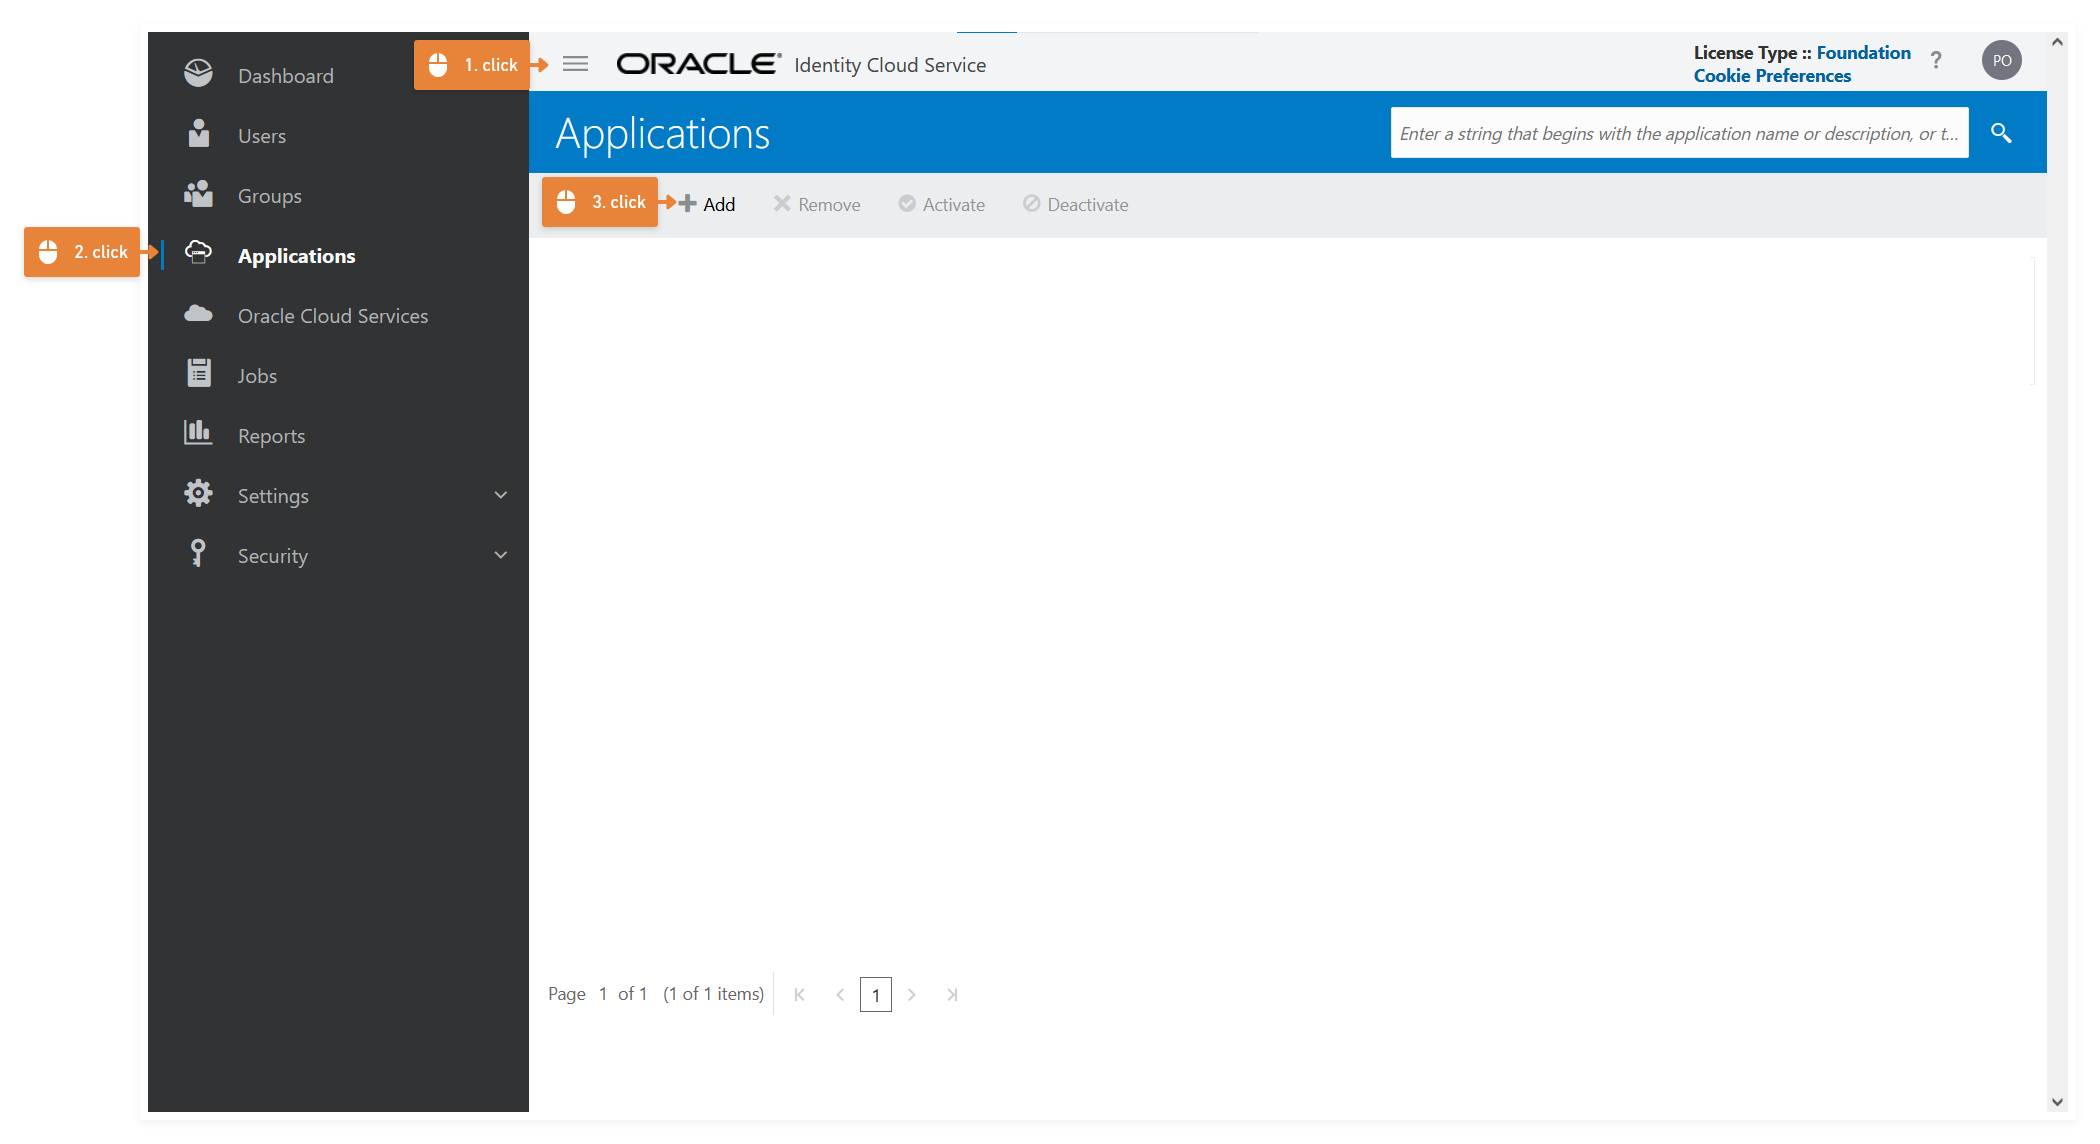 Dashboard
Users
Groups
Applications
Oracle Cloud Services
Jobs
Reports
Settings
Security
1. click
2. click
ORACLE® Identity Cloud Service
License Type :: Foundation
Cookie Preferences
?
PO
Applications
Enter a string that begins with the application name or description, or t...
3. click
Add
Remove
Activate
Deactivate
Page 1 of 1 (1 of 1 items)
1